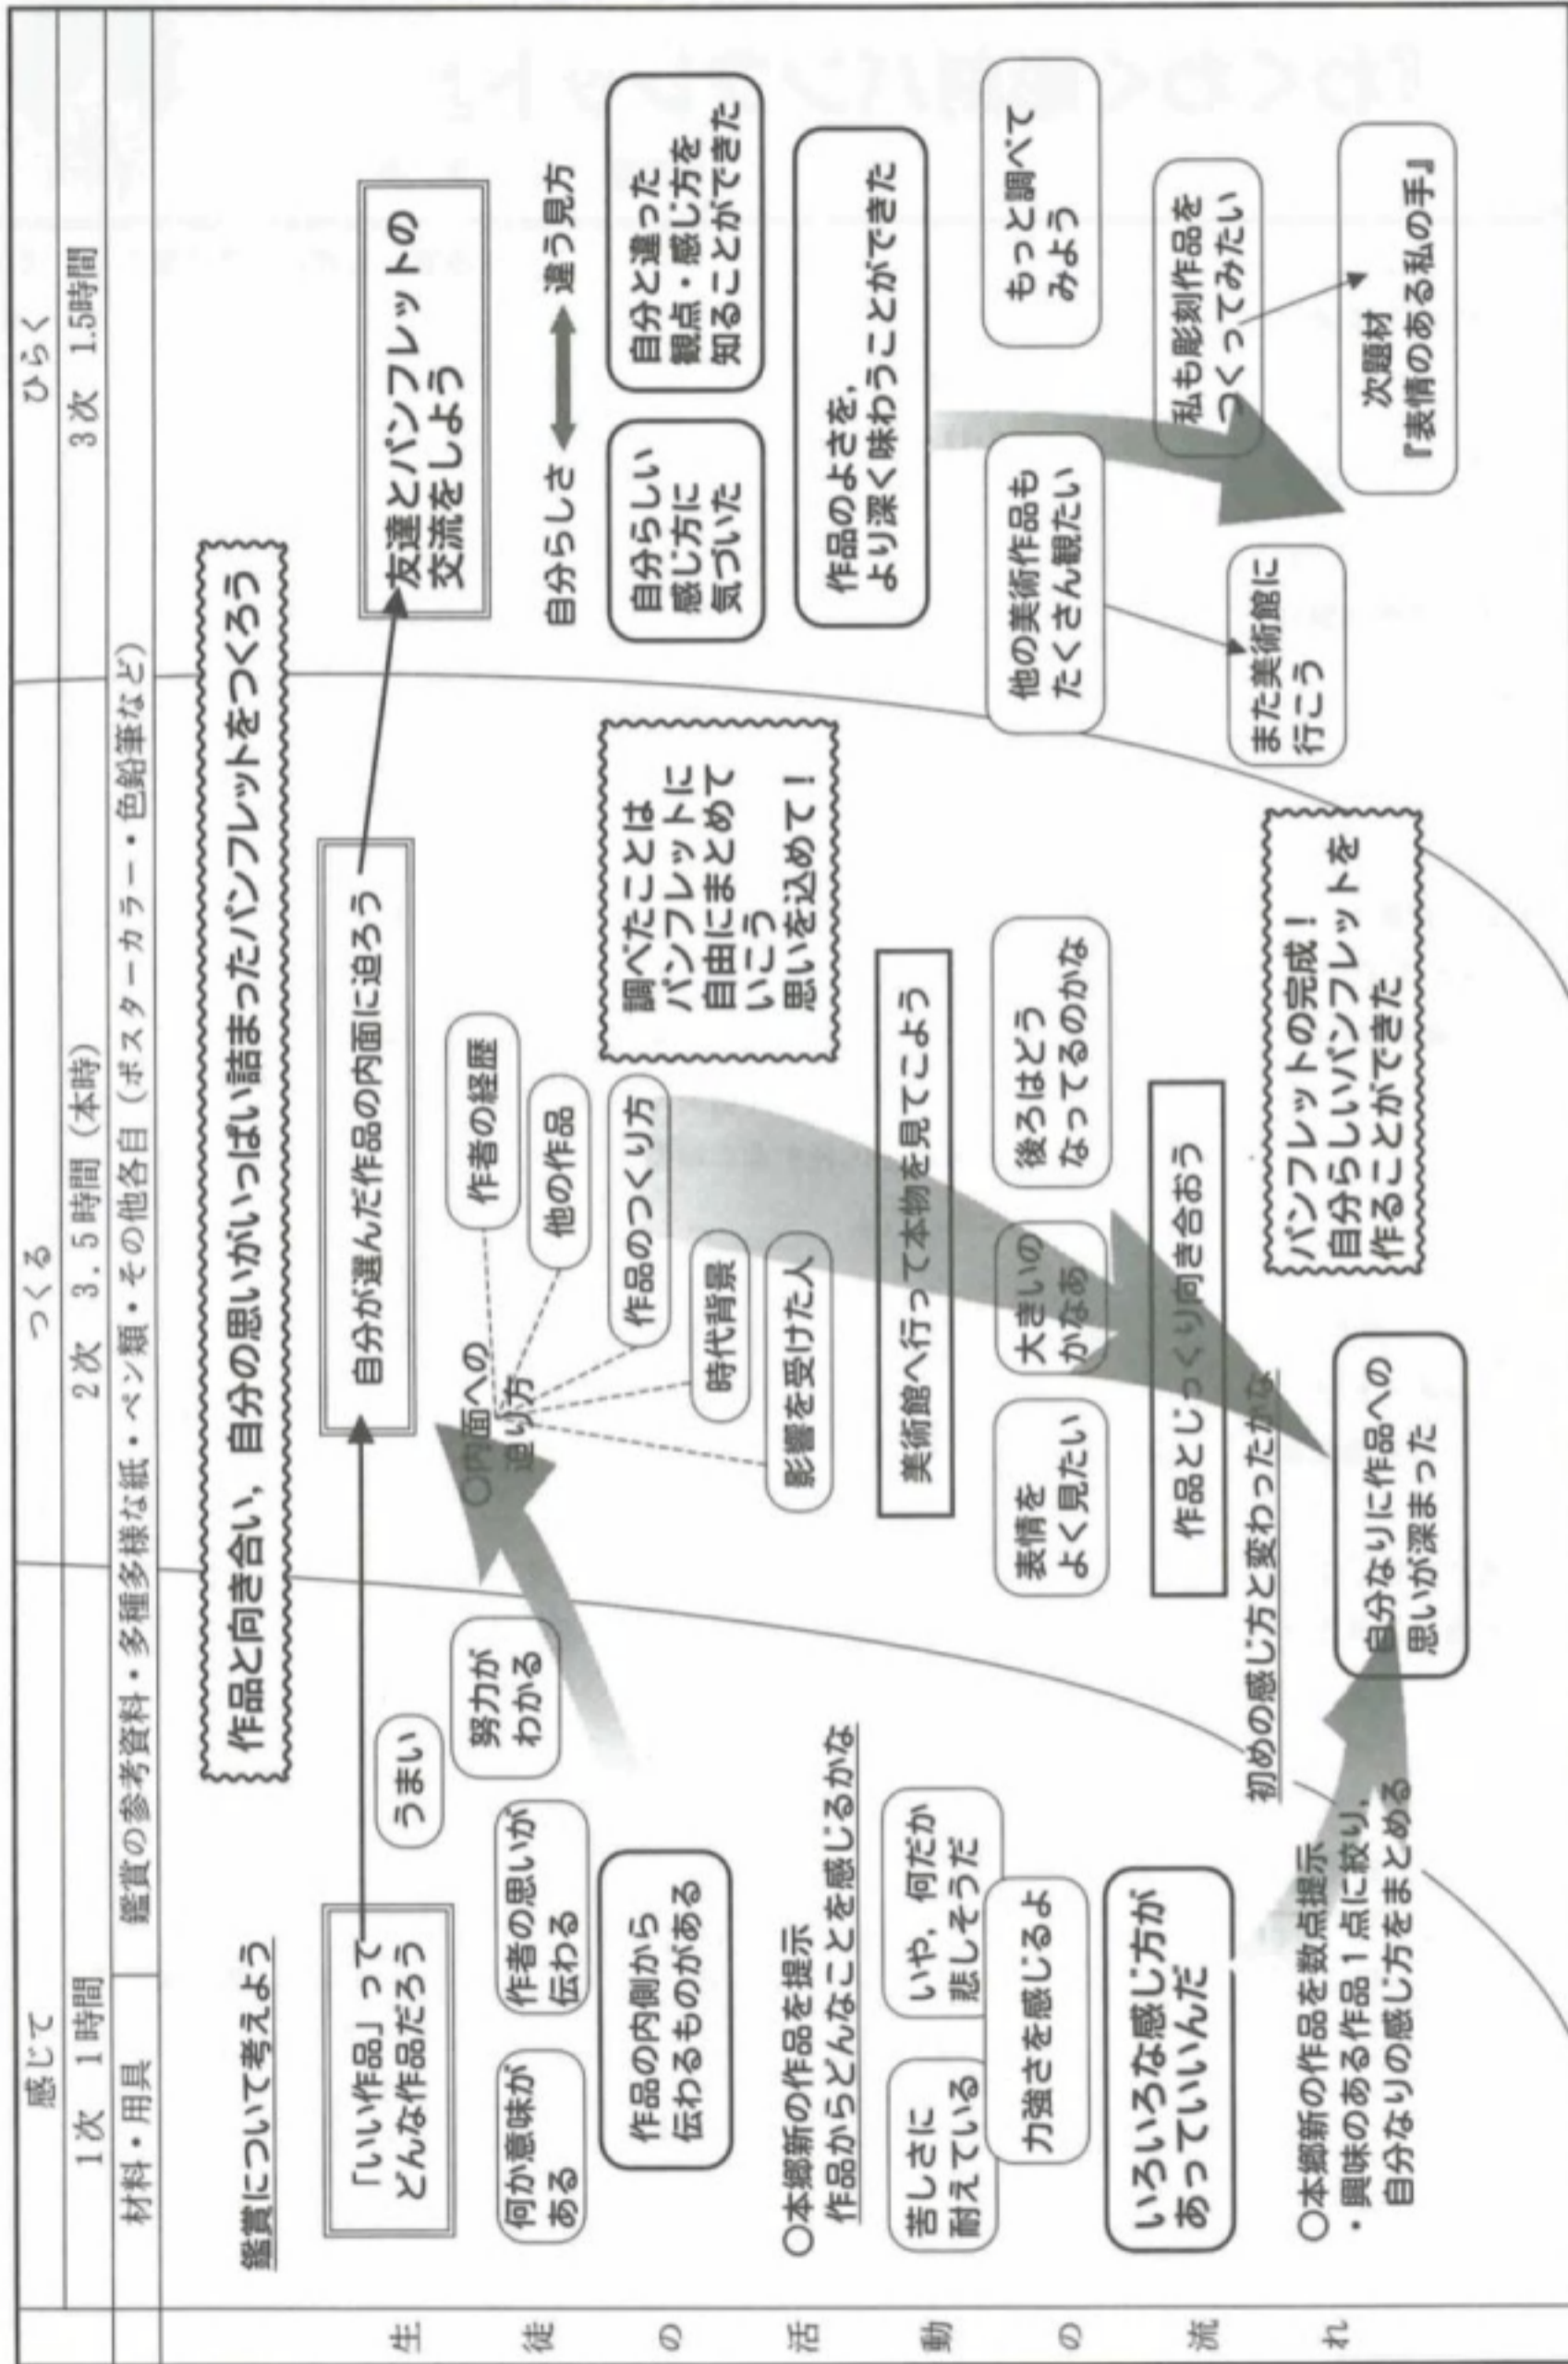 感じて
つくる
ひらく
1次　1時間
2次　3.5時間（本時）
3次　1.5時間
材料・用具
鑑賞の参考資料・多種多様な紙・ペン類・その他各自（ポスターカラー・色鉛筆など）
生徒の活動の流れ
鑑賞について考えよう
作品と向き合い，自分の思いがいっぱい詰まったパンフレットをつくろう
「いい作品」って
どんな作品だろう
うまい
努力が
わかる
何か意味が
ある
作者の思いが
伝わる
作品の内側から
伝わるものがある
〇本郷新の作品を提示
作品からどんなことを感じるかな
苦しさに
耐えている
いや，何だか
悲しそうだ
力強さを感じるよ
いろいろな感じ方が
あっていいんだ
〇本郷新の作品を数点提示
・興味のある作品1点に絞り，
自分なりの感じ方をまとめる
自分が選んだ作品の内面に迫ろう
〇内面への
迫り方
作者の経歴
他の作品
作品のつくり方
時代背景
影響を受けた人
調べたことは
パンフレットに
自由にまとめて
いこう
思いを込めて！
美術館へ行って本物を見てこよう
表情を
よく見たい
大きいの
かなあ
後ろはどう
なってるのかな
作品とじっくり向き合おう
初めの感じ方と変わったかな
自分なりに作品への
思いが深まった
パンフレットの完成！
自分らしいパンフレットを
作ることができた
友達とパンフレットの
交流をしよう
自分らしさ
違う見方
自分らしい
感じ方に
気づいた
自分と違った
観点・感じ方を
知ることができた
作品のよさを，
より深く味わうことができた
他の美術作品も
たくさん観たい
もっと調べて
みよう
また美術館に
行こう
私も彫刻作品を
つくってみたい
次題材
『表情のある私の手』